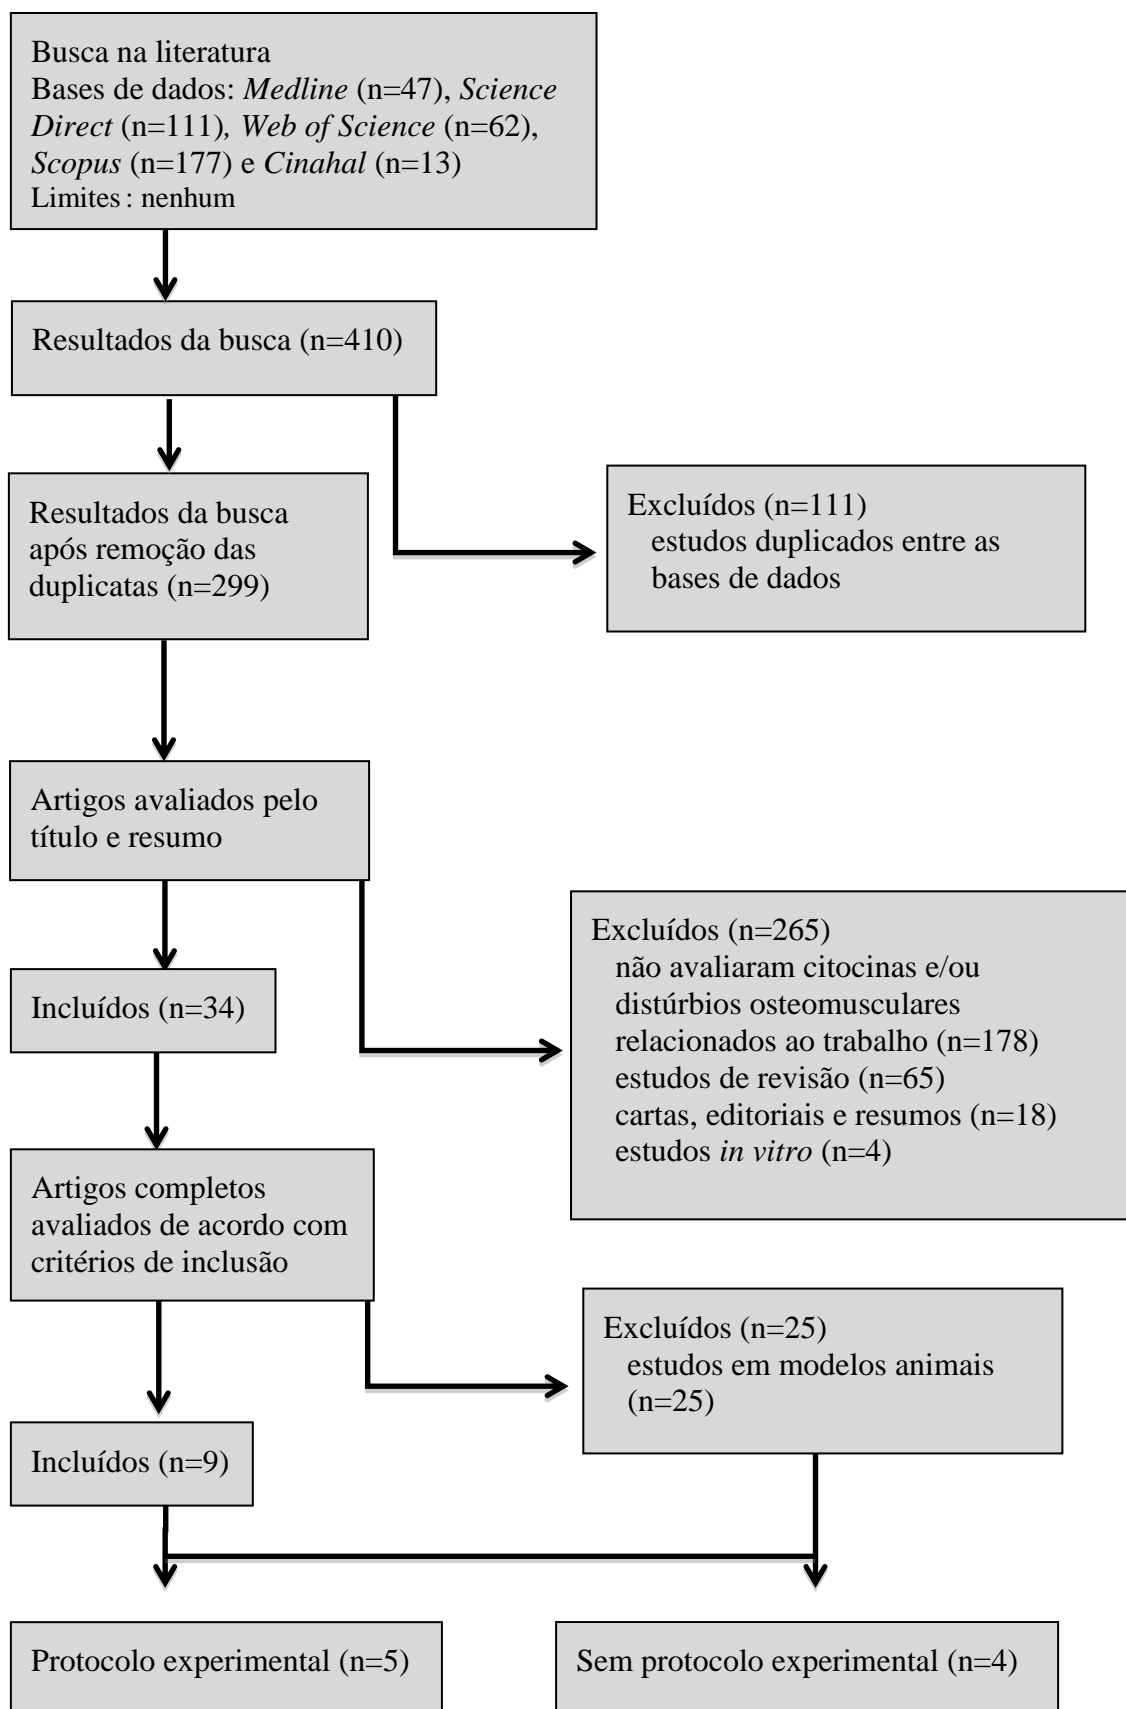 Busca na literatura
Bases de dados: Medline (n=47), Science
Direct (n=111), Web of Science (n=62),
Scopus (n=177) e Cinahal (n=13)
Limites : nenhum
Resultados da busca (n=410)
Resultados da busca
após remoção das
duplicatas (n=299)
Excluídos (n=111)
estudos duplicados entre as
bases de dados
Artigos avaliados pelo
título e resumo
Excluídos (n=265)
não avaliaram citocinas e/ou
distúrbios osteomusculares
relacionados ao trabalho (n=178)
estudos de revisão (n=65)
cartas, editoriais e resumos (n=18)
estudos in vitro (n=4)
Incluídos (n=34)
Artigos completos
avaliados de acordo com
critérios de inclusão
Excluídos (n=25)
estudos em modelos animais
(n=25)
Incluídos (n=9)
Protocolo experimental (n=5)
Sem protocolo experimental (n=4)